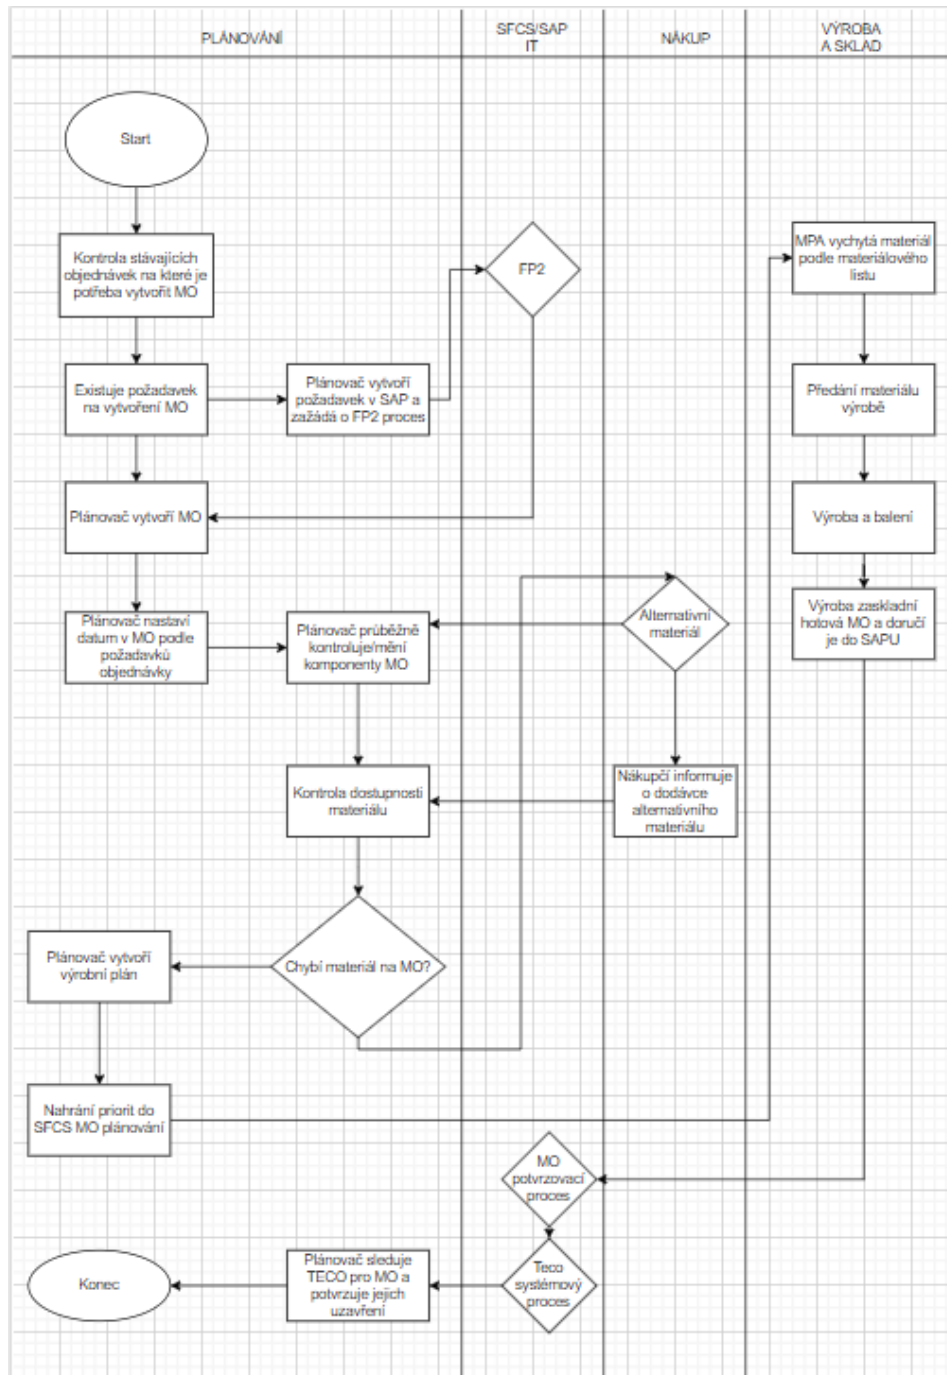 PLÁNOVÁNÍ
SFCS/SAP
IT
NÁKUP
VÝROBA
A SKLAD
Start
Kontrola stávajících
objednávek na které je
potřeba vytvořit MO
FP2
MPA vychytá materiál
podle materiálového
listu
Existuje požadavek
na vytvoření MO
Plánovač vytvoří
požadavek v SAP a
zažádá o FP2 proces
Předání materiálu
výrobě
Plánovač vytvoří MO
Výroba a balení
Plánovač nastaví
datum v MO podle
požadavků
objednávky
Plánovač průběžně
kontroluje/mění
komponenty MO
Alternativní
materiál
Výroba zaskladní
hotová MO a doručí
je do SAPU
Kontrola dostupnosti
materiálu
Nákupčí informuje
o dodávce
alternativního
materiálu
Plánovač vytvoří
výrobní plán
Chybí materiál na MO?
Nahrání priorit do
SFCS MO plánování
MO
potvrzovací
proces
Konec
Plánovač sleduje
TECO pro MO a
potvrzuje jejich
uzavření
Teco
systémový
proces